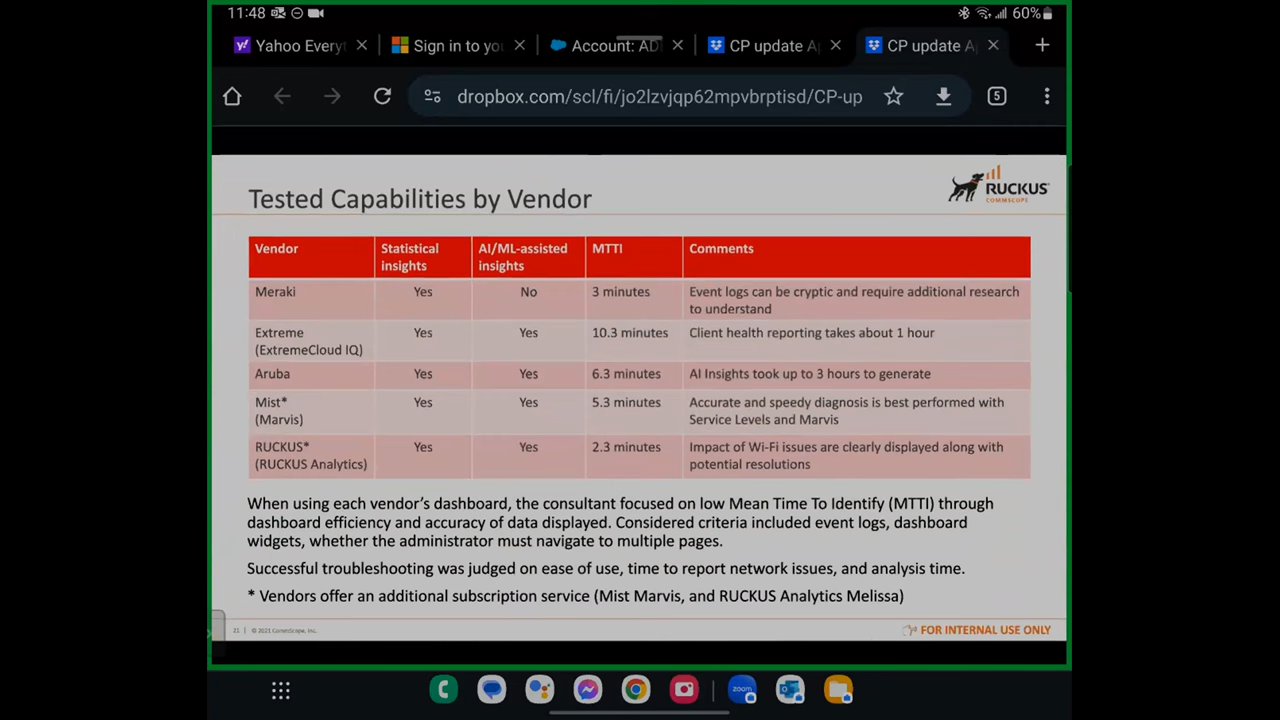 11:48 60%
Yahoo Everyt Sign in to you Account: AD CP update A CP update A
dropbox.com/scl/fi/jo2lzvjqp62mpvbrptisd/CP-up 5
Tested Capabilities by Vendor
RUCKUS
COMMSCOPE
Vendor Statistical insights AI/ML-assisted insights MTTI Comments
Meraki Yes No 3 minutes Event logs can be cryptic and require additional research
to understand
Extreme Yes Yes 10.3 minutes Client health reporting takes about 1 hour
(ExtremeCloud IQ)
Aruba Yes Yes 6.3 minutes AI Insights took up to 3 hours to generate
Mist* Yes Yes 5.3 minutes Accurate and speedy diagnosis is best performed with
(Marvis) Service Levels and Marvis
RUCKUS* Yes Yes 2.3 minutes Impact of Wi-Fi issues are clearly displayed along with
(RUCKUS Analytics) potential resolutions
When using each vendor's dashboard, the consultant focused on low Mean Time To Identify (MTTI) through
dashboard efficiency and accuracy of data displayed. Considered criteria included event logs, dashboard
widgets, whether the administrator must navigate to multiple pages.
Successful troubleshooting was judged on ease of use, time to report network issues, and analysis time.
* Vendors offer an additional subscription service (Mist Marvis, and RUCKUS Analytics Melissa)
21 | © 2021 CommScope, Inc. FOR INTERNAL USE ONLY
zoom